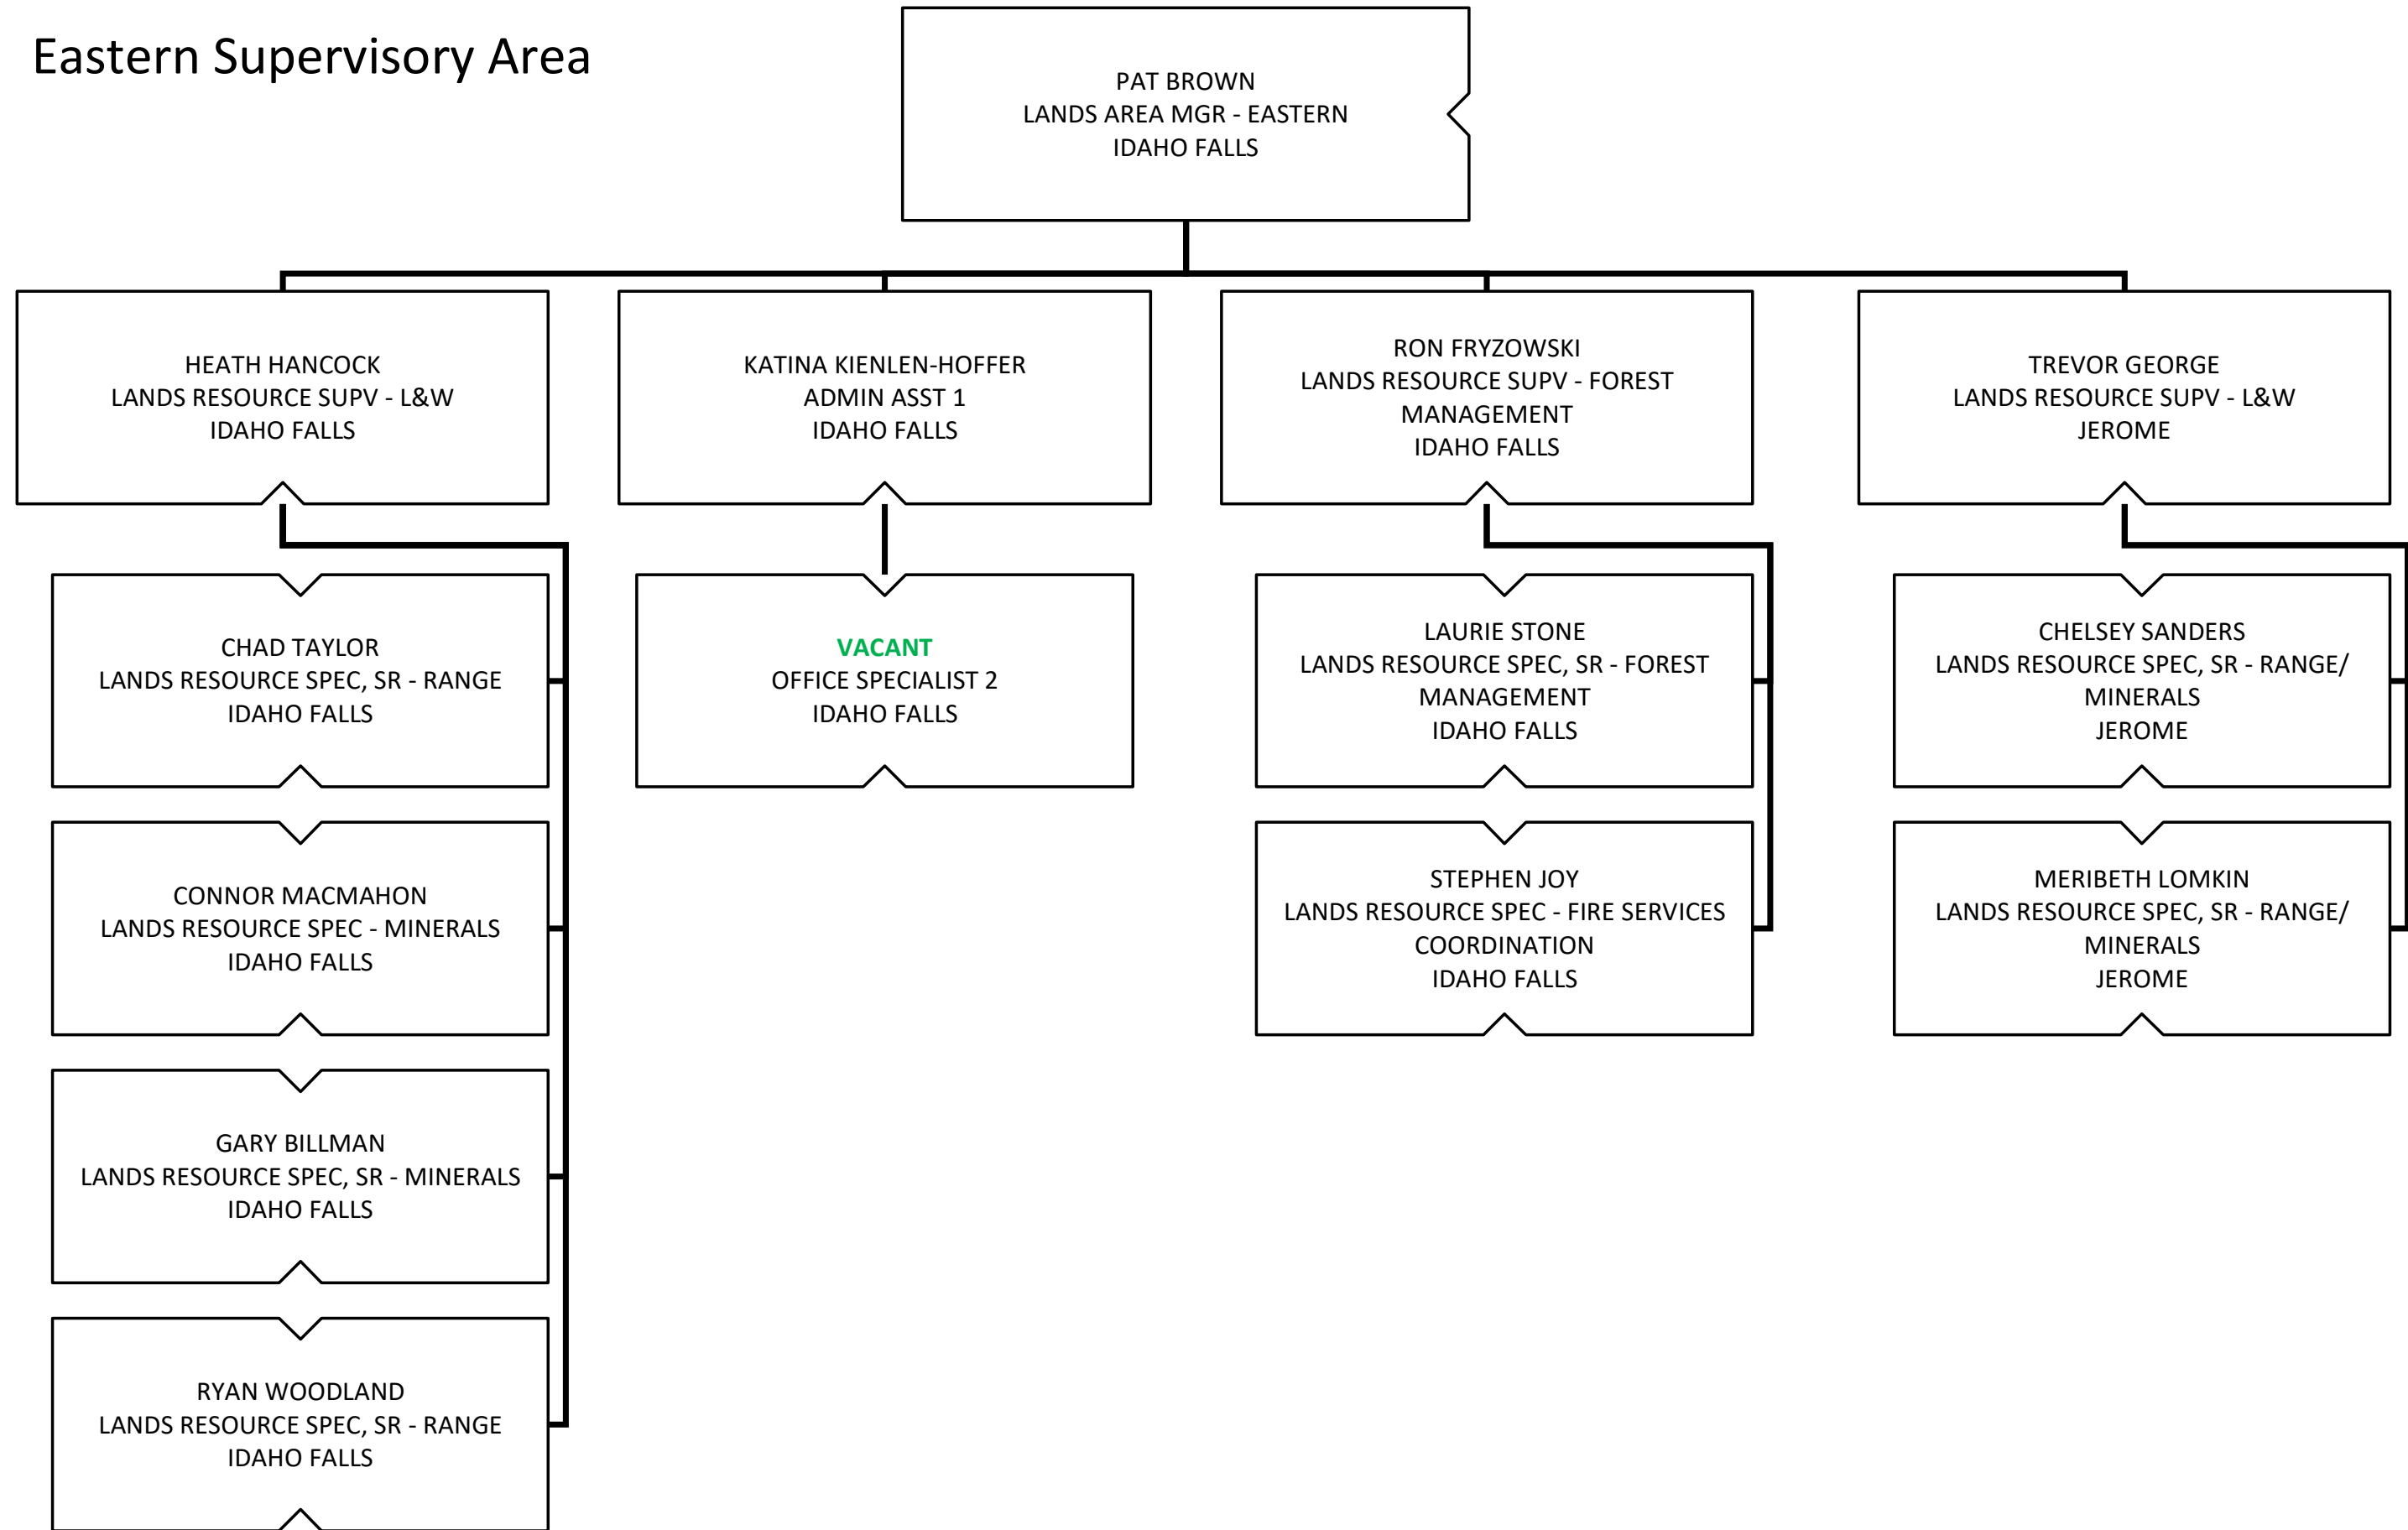 Eastern Supervisory Area
PAT BROWN
LANDS AREA MGR - EASTERN
IDAHO FALLS
HEATH HANCOCK
LANDS RESOURCE SUPV - L&W
IDAHO FALLS
KATINA KIENLEN-HOFFER
ADMIN ASST 1
IDAHO FALLS
RON FRYZOWSKI
LANDS RESOURCE SUPV - FOREST
MANAGEMENT
IDAHO FALLS
TREVOR GEORGE
LANDS RESOURCE SUPV - L&W
JEROME
CHAD TAYLOR
LANDS RESOURCE SPEC, SR - RANGE
IDAHO FALLS
VACANT
OFFICE SPECIALIST 2
IDAHO FALLS
LAURIE STONE
LANDS RESOURCE SPEC, SR - FOREST
MANAGEMENT
IDAHO FALLS
CHELSEY SANDERS
LANDS RESOURCE SPEC, SR - RANGE/
MINERALS
JEROME
CONNOR MACMAHON
LANDS RESOURCE SPEC - MINERALS
IDAHO FALLS
STEPHEN JOY
LANDS RESOURCE SPEC - FIRE SERVICES
COORDINATION
IDAHO FALLS
MERIBETH LOMKIN
LANDS RESOURCE SPEC, SR - RANGE/
MINERALS
JEROME
GARY BILLMAN
LANDS RESOURCE SPEC, SR - MINERALS
IDAHO FALLS
RYAN WOODLAND
LANDS RESOURCE SPEC, SR - RANGE
IDAHO FALLS